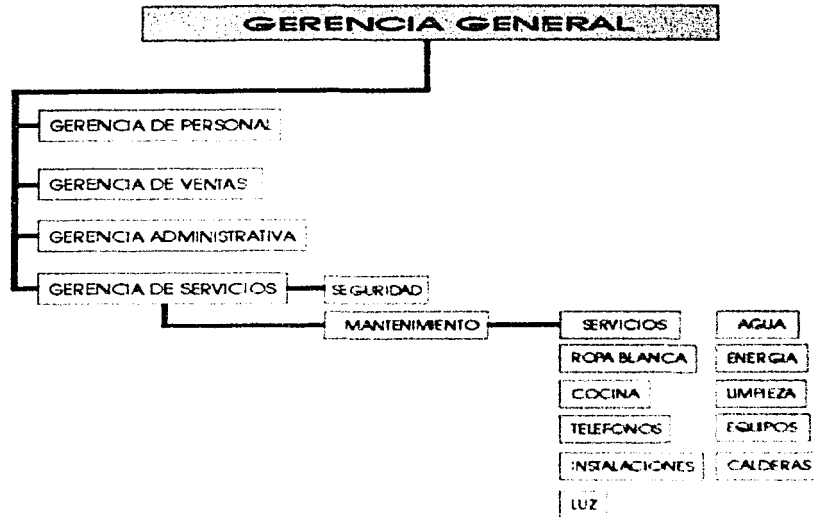 GERENCIA GENERAL
GERENCIA DE PERSONAL
GERENCIA DE VENTAS
GERENCIA ADMINISTRATIVA
GERENCIA DE SERVICIOS SEGURIDAD
MANTENIMIENTO SERVICIOS AGUA
ROPA BLANCA ENERGIA
COCINA LIMPIEZA
TELEFONOS EQUIPOS
INSTALACIONES CALDERAS
LUZ